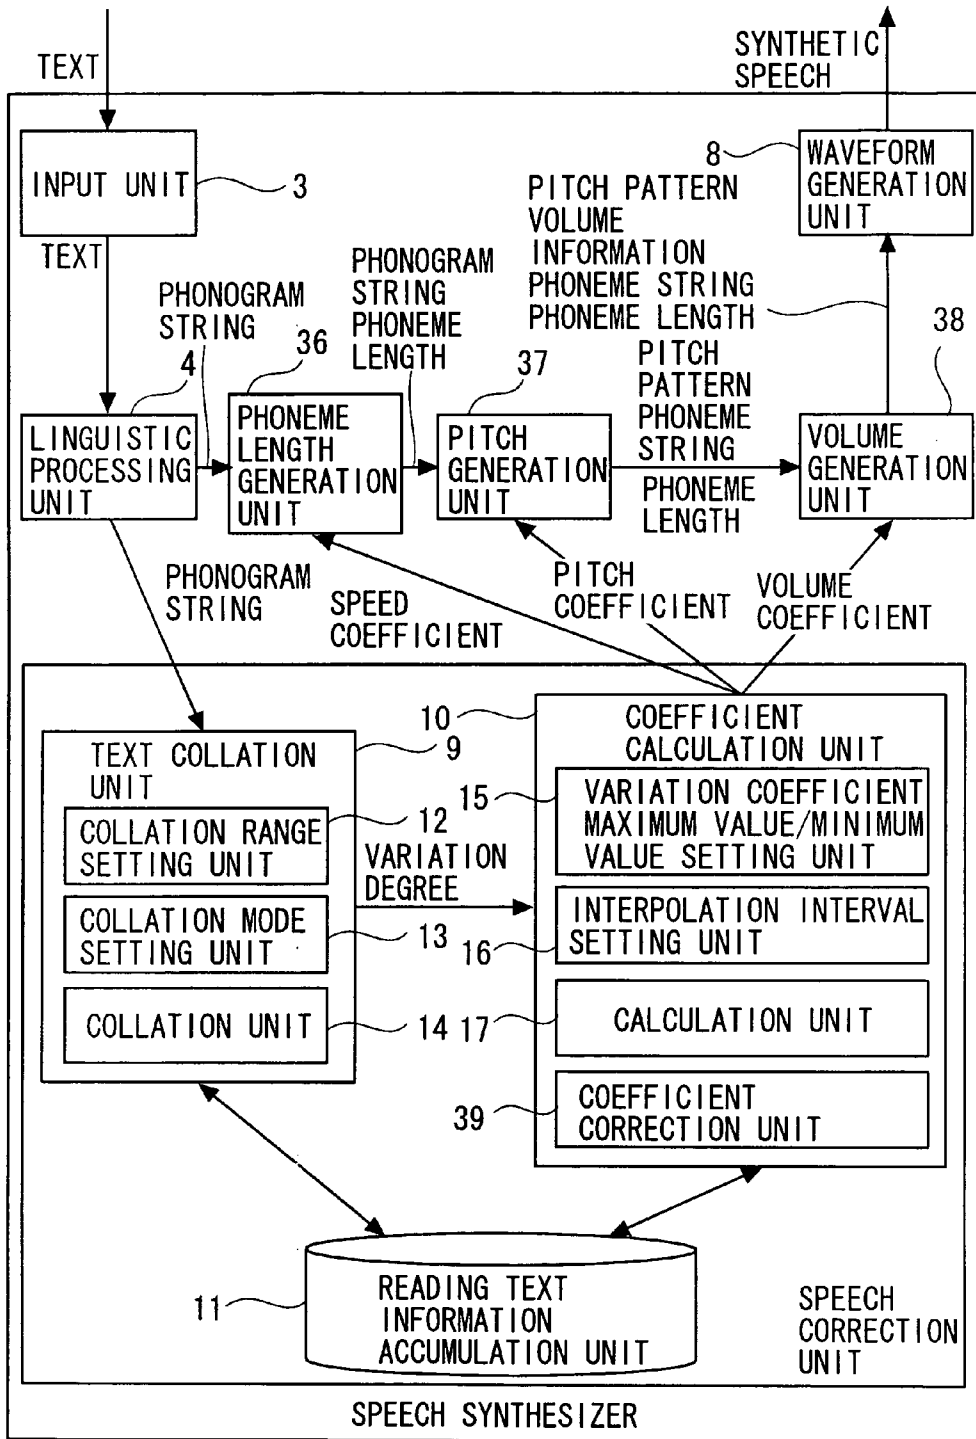 TEXT
SYNTHETIC
SPEECH
INPUT UNIT
3
8
WAVEFORM
GENERATION
UNIT
TEXT
PITCH PATTERN
VOLUME
INFORMATION
PHONEME STRING
PHONEME LENGTH
PHONOGRAM
STRING
PHONEME
LENGTH
PHONOGRAM
STRING
4
36
37
PITCH
PATTERN
PHONEME
STRING
PHONEME
LENGTH
38
LINGUISTIC
PROCESSING
UNIT
PHONEME
LENGTH
GENERATION
UNIT
PITCH
GENERATION
UNIT
VOLUME
GENERATION
UNIT
PHONOGRAM
STRING
SPEED
COEFFICIENT
PITCH
COEFFICIENT
VOLUME
COEFFICIENT
TEXT COLLATION
UNIT
9
COLLATION RANGE
SETTING UNIT
12
COLLATION MODE
SETTING UNIT
13
COLLATION UNIT
14
VARIATION
DEGREE
10
COEFFICIENT
CALCULATION UNIT
15
VARIATION COEFFICIENT
MAXIMUM VALUE/MINIMUM
VALUE SETTING UNIT
16
INTERPOLATION INTERVAL
SETTING UNIT
17
CALCULATION UNIT
39
COEFFICIENT
CORRECTION UNIT
11
READING TEXT
INFORMATION
ACCUMULATION UNIT
SPEECH
CORRECTION
UNIT
SPEECH SYNTHESIZER